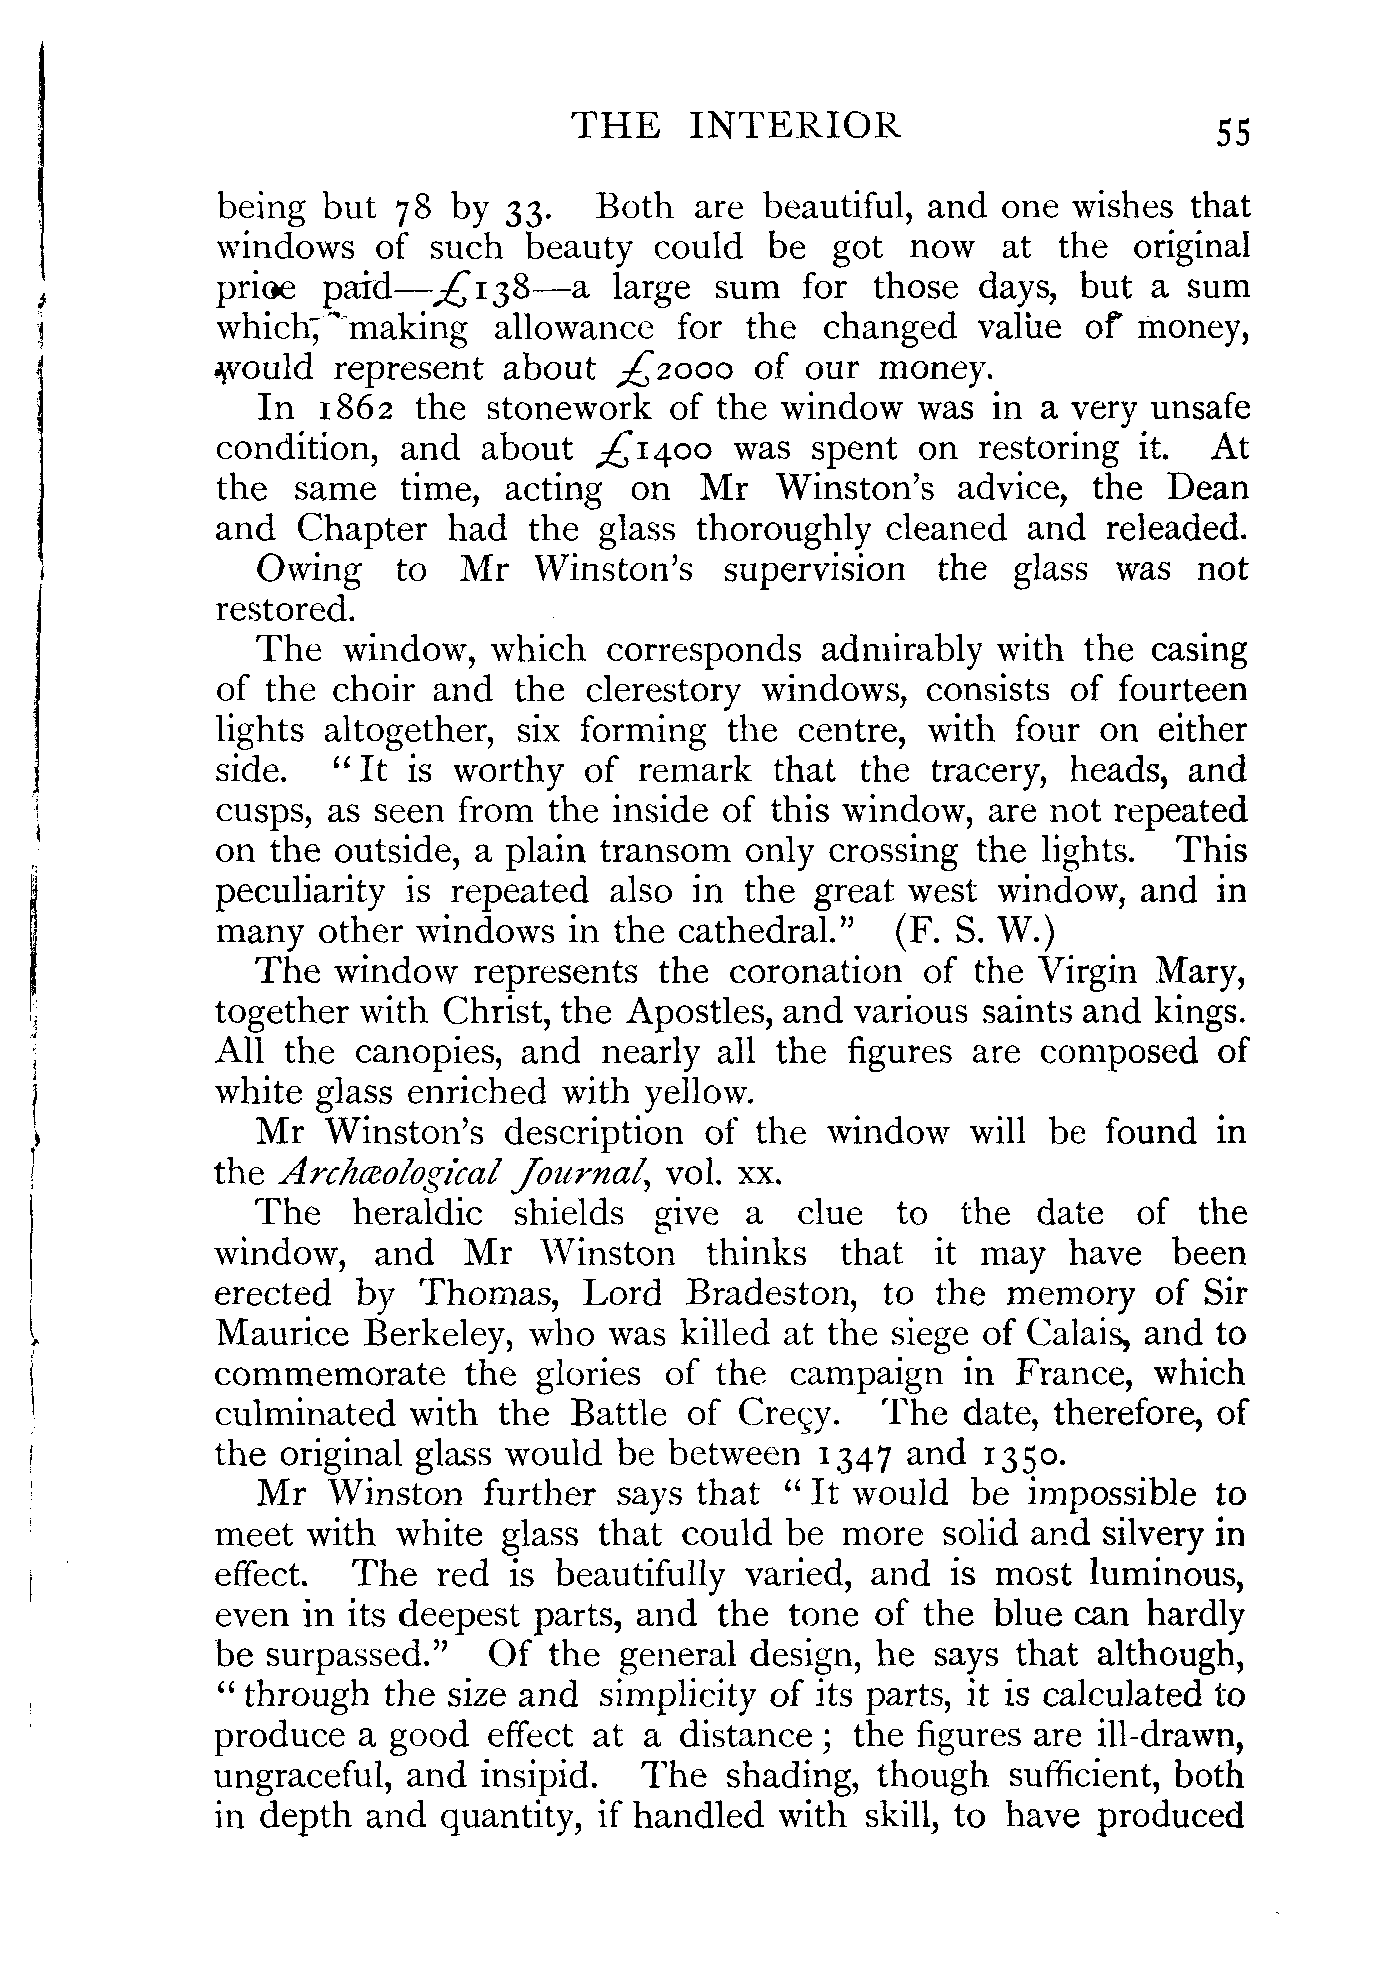 THE INTERIOR 55
being but 78 by 33. Both are beautiful, and one wishes that
windows of such beauty could be got now at the original
price paid—£138—a large sum for those days, but a sum
which, making allowance for the changed value of money,
would represent about £2000 of our money.
In 1862 the stonework of the window was in a very unsafe
condition, and about £1400 was spent on restoring it. At
the same time, acting on Mr Winston's advice, the Dean
and Chapter had the glass thoroughly cleaned and releaded.
Owing to Mr Winston's supervision the glass was not
restored.
The window, which corresponds admirably with the casing
of the choir and the clerestory windows, consists of fourteen
lights altogether, six forming the centre, with four on either
side. “It is worthy of remark that the tracery, heads, and
cusps, as seen from the inside of this window, are not repeated
on the outside, a plain transom only crossing the lights. This
peculiarity is repeated also in the great west window, and in
many other windows in the cathedral.” (F. S. W.)
The window represents the coronation of the Virgin Mary,
together with Christ, the Apostles, and various saints and kings.
All the canopies, and nearly all the figures are composed of
white glass enriched with yellow.
Mr Winston's description of the window will be found in
the Archæological Journal, vol. xx.
The heraldic shields give a clue to the date of the
window, and Mr Winston thinks that it may have been
erected by Thomas, Lord Bradeston, to the memory of Sir
Maurice Berkeley, who was killed at the siege of Calais, and to
commemorate the glories of the campaign in France, which
culminated with the Battle of Creçy. The date, therefore, of
the original glass would be between 1347 and 1350.
Mr Winston further says that “It would be impossible to
meet with white glass that could be more solid and silvery in
effect. The red is beautifully varied, and is most luminous,
even in its deepest parts, and the tone of the blue can hardly
be surpassed.” Of the general design, he says that although,
“through the size and simplicity of its parts, it is calculated to
produce a good effect at a distance; the figures are ill-drawn,
ungraceful, and insipid. The shading, though sufficient, both
in depth and quantity, if handled with skill, to have produced